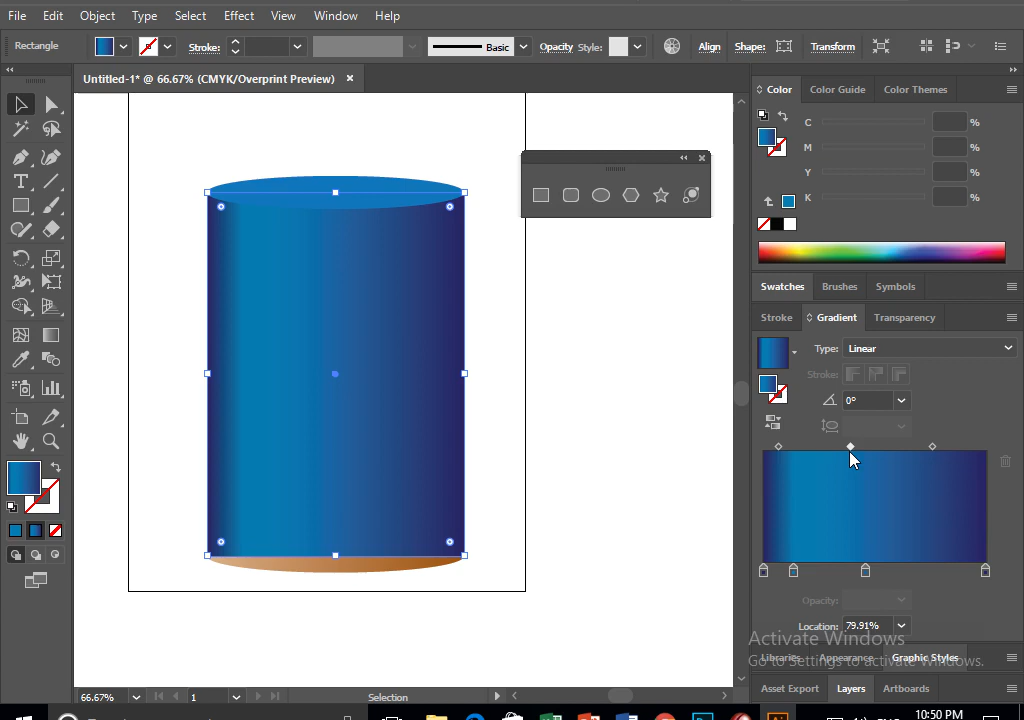 File Edit Object Type Select Effect View Window Help
Rectangle Stroke: Basic Opacity Style: Align Shape: Transform
Untitled-1* @ 66.67% (CMYK/Overprint Preview) ×
Color Color Guide Color Themes
C %
M %
Y %
K %
Swatches Brushes Symbols
Stroke Gradient Transparency
Type: Linear
Stroke:
0°
Opacity:
Location: 79.91%
Activate Windows
Libraries Appearance Graphic Styles
Go to Settings to activate Windows.
Asset Export Layers Artboards
66.67% 1 Selection
10:50 PM